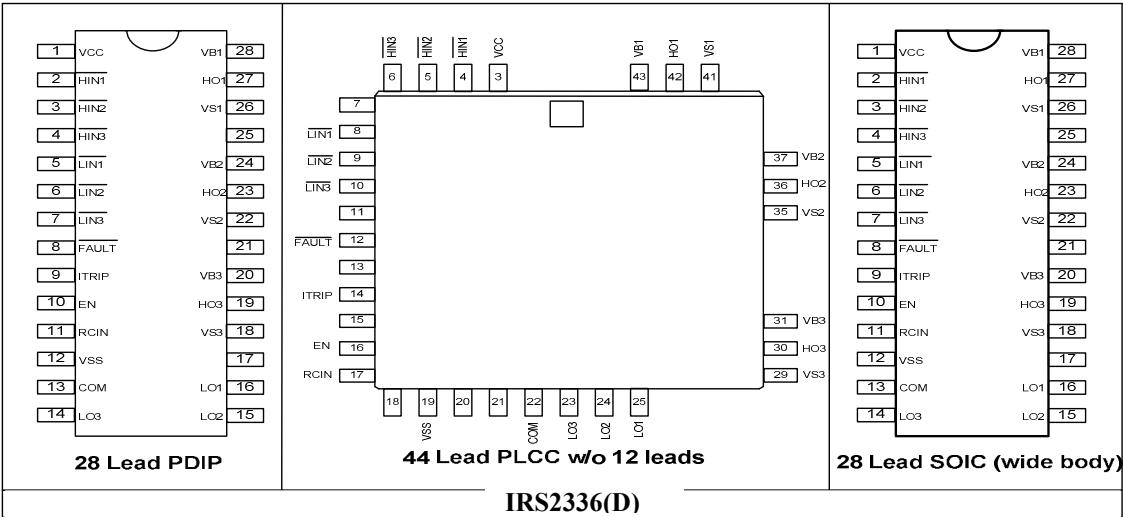 1 VCC VB1 28
2 HIN1 HO1 27
3 HIN2 VS1 26
4 HIN3 25
5 LIN1 VB2 24
6 LIN2 HO2 23
7 LIN3 VS2 22
8 FAULT 21
9 ITRIP VB3 20
10 EN HO3 19
11 RCIN VS3 18
12 VSS 17
13 COM LO1 16
14 LO3 LO2 15
28 Lead PDIP
HIN3 HIN2 HIN1 VCC VB1 HO1 VS1
6 5 4 3 43 42 41
7
LIN1 8
LIN2 9 37 VB2
LIN3 10 36 HO2
11 35 VS2
FAULT 12
13
ITRIP 14
15 31 VB3
EN 16 30 HO3
RCIN 17 29 VS3
18 19 20 21 22 23 24 25
VSS COM LO3 LO2 LO1
44 Lead PLCC w/o 12 leads
1 VCC VB1 28
2 HIN1 HO1 27
3 HIN2 VS1 26
4 HIN3 25
5 LIN1 VB2 24
6 LIN2 HO2 23
7 LIN3 VS2 22
8 FAULT 21
9 ITRIP VB3 20
10 EN HO3 19
11 RCIN VS3 18
12 VSS 17
13 COM LO1 16
14 LO3 LO2 15
28 Lead SOIC (wide body)
IRS2336(D)